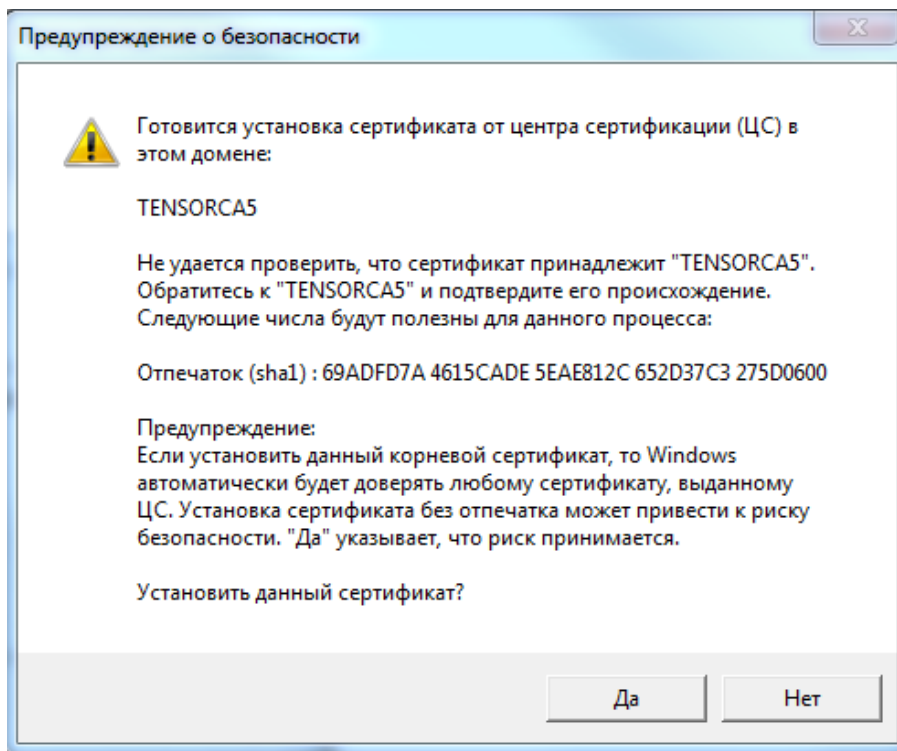 Предупреждение о безопасности
Готовится установка сертификата от центра сертификации (ЦС) в
этом домене:
TENSORCA5
Не удается проверить, что сертификат принадлежит "TENSORCA5".
Обратитесь к "TENSORCA5" и подтвердите его происхождение.
Следующие числа будут полезны для данного процесса:
Отпечаток (sha1) : 69ADFD7A 4615CADE 5EAE812C 652D37C3 275D0600
Предупреждение:
Если установить данный корневой сертификат, то Windows
автоматически будет доверять любому сертификату, выданному
ЦС. Установка сертификата без отпечатка может привести к риску
безопасности. "Да" указывает, что риск принимается.
Установить данный сертификат?
Да
Нет